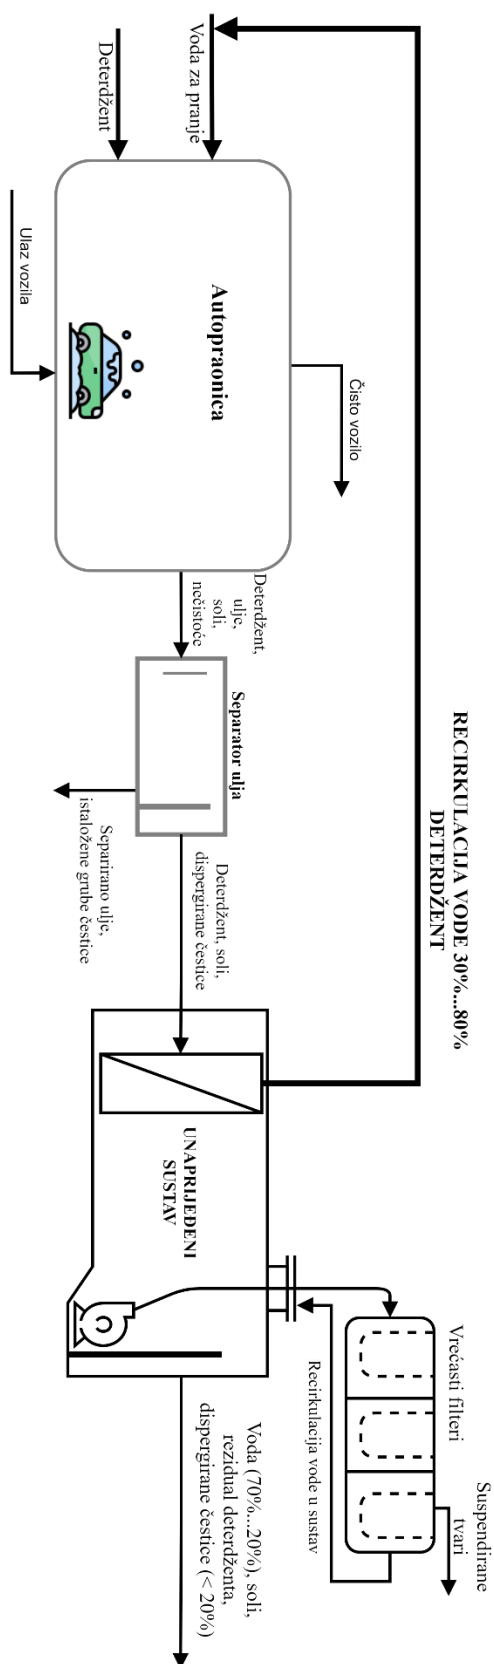 RECIRKULACIJA VODE 30%...80%
DETERDŽENT
Voda za pranje
Deterdžent
Ulaz vozila
Autopraonica
Čisto vozilo
Deterdžent,
ulje,
soli,
nečistoće
Separator ulja
Separirano ulje,
istaložene grube čestice
Deterdžent, soli,
dispergirane čestice
UNAPRIJEĐENI
SUSTAV
Vrećasti filteri
Suspendirane
tvari
Recirkulacija vode u sustav
Voda (70%...20%), soli,
rezidual deterdženta,
dispergirane čestice (< 20%)